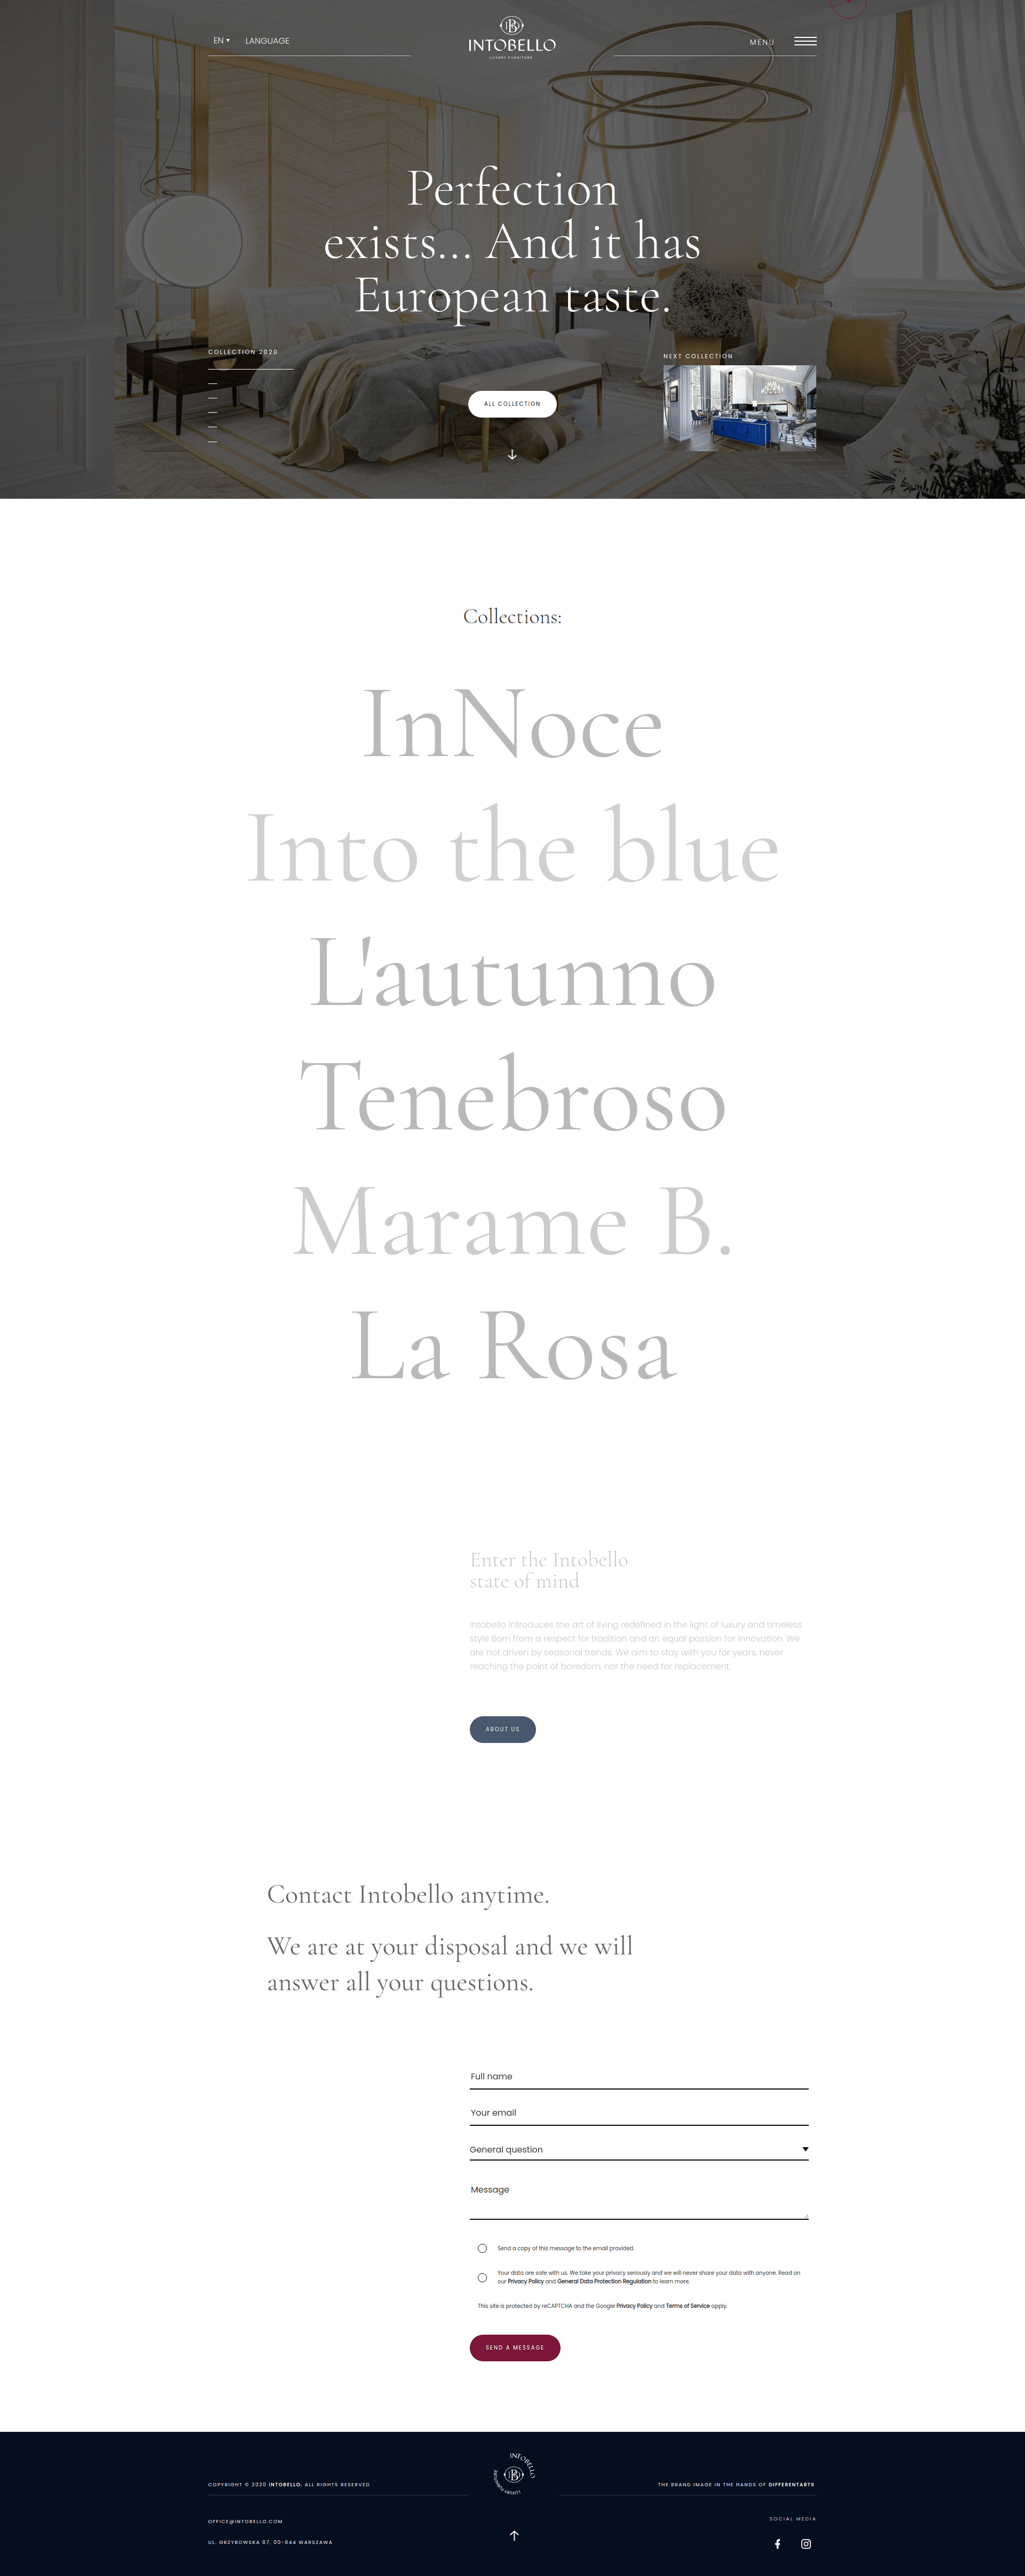 EN ▾ LANGUAGE
INTOBELLO
LUXURY FURNITURE
MENU
Perfection
exists... And it has
European taste.
COLLECTION 2020
NEXT COLLECTION
ALL COLLECTION
Collections:
InNoce
Into the blue
L'autunno
Tenebroso
Marame B.
La Rosa
Enter the Intobello
state of mind
Intobello introduces the art of living redefined in the light of luxury and timeless
style Born from a respect for tradition and an equal passion for innovation. We
are not driven by seasonal trends. We aim to stay with you for years, never
reaching the point of boredom, nor the need for replacement.
ABOUT US
Contact Intobello anytime.
We are at your disposal and we will
answer all your questions.
Full name
Your email
General question
Message
Send a copy of this message to the email provided.
Your data are safe with us. We take your privacy seriously and we will never share your data with anyone. Read on
our Privacy Policy and General Data Protection Regulation to learn more.
This site is protected by reCAPTCHA and the Google Privacy Policy and Terms of Service apply.
SEND A MESSAGE
INTOBELLO
LUXURY FURNITURE
COPYRIGHT © 2020 INTOBELLO. ALL RIGHTS RESERVED
THE BRAND IMAGE IN THE HANDS OF DIFFERENTARTS
OFFICE@INTOBELLO.COM
SOCIAL MEDIA
UL. GRZYBOWSKA 87, 00-844 WARSZAWA